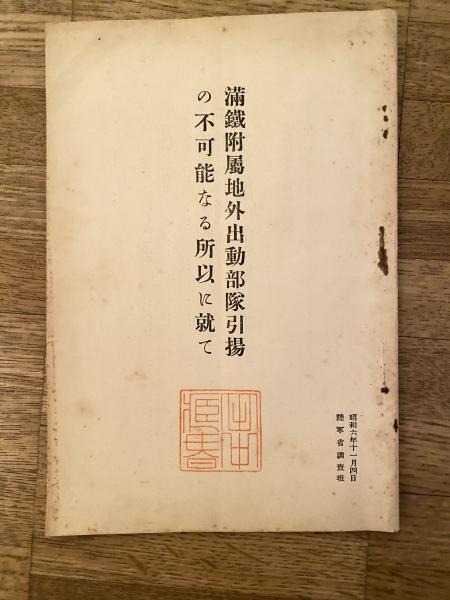 滿鐵附屬地外出動部隊引揚
の不可能なる所以に就て
昭和六年十一月四日
陸軍省調査班